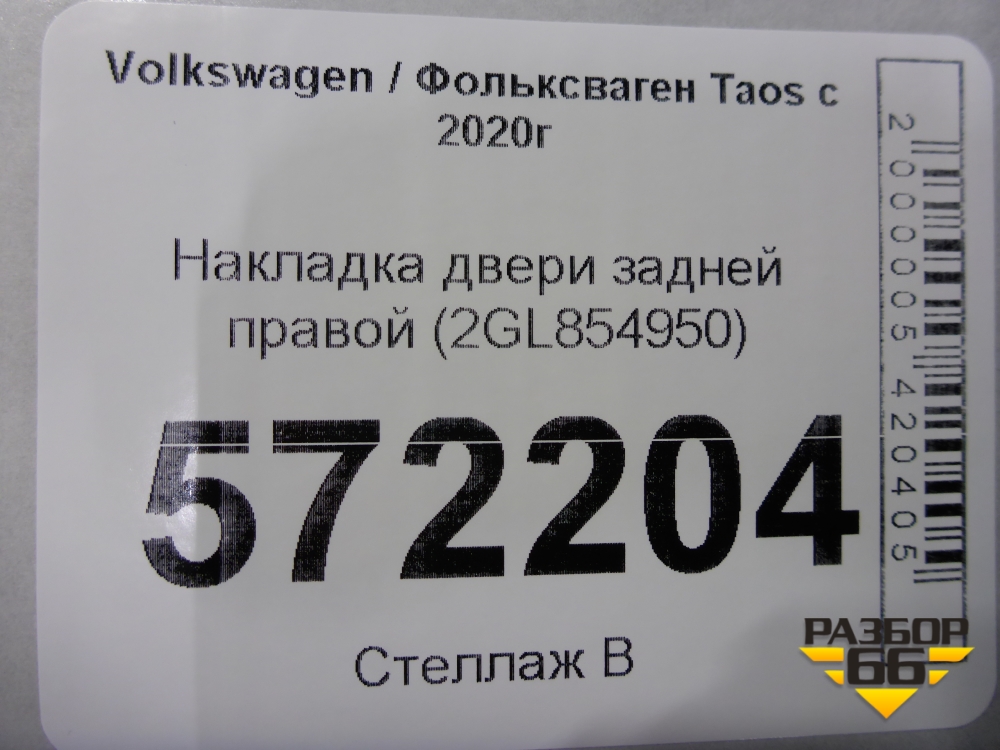 Volkswagen / Фольксваген Taos с
2020г
Накладка двери задней
правой (2GL854950)
572204
Стеллаж В
2000005420405
РАЗБОР
66